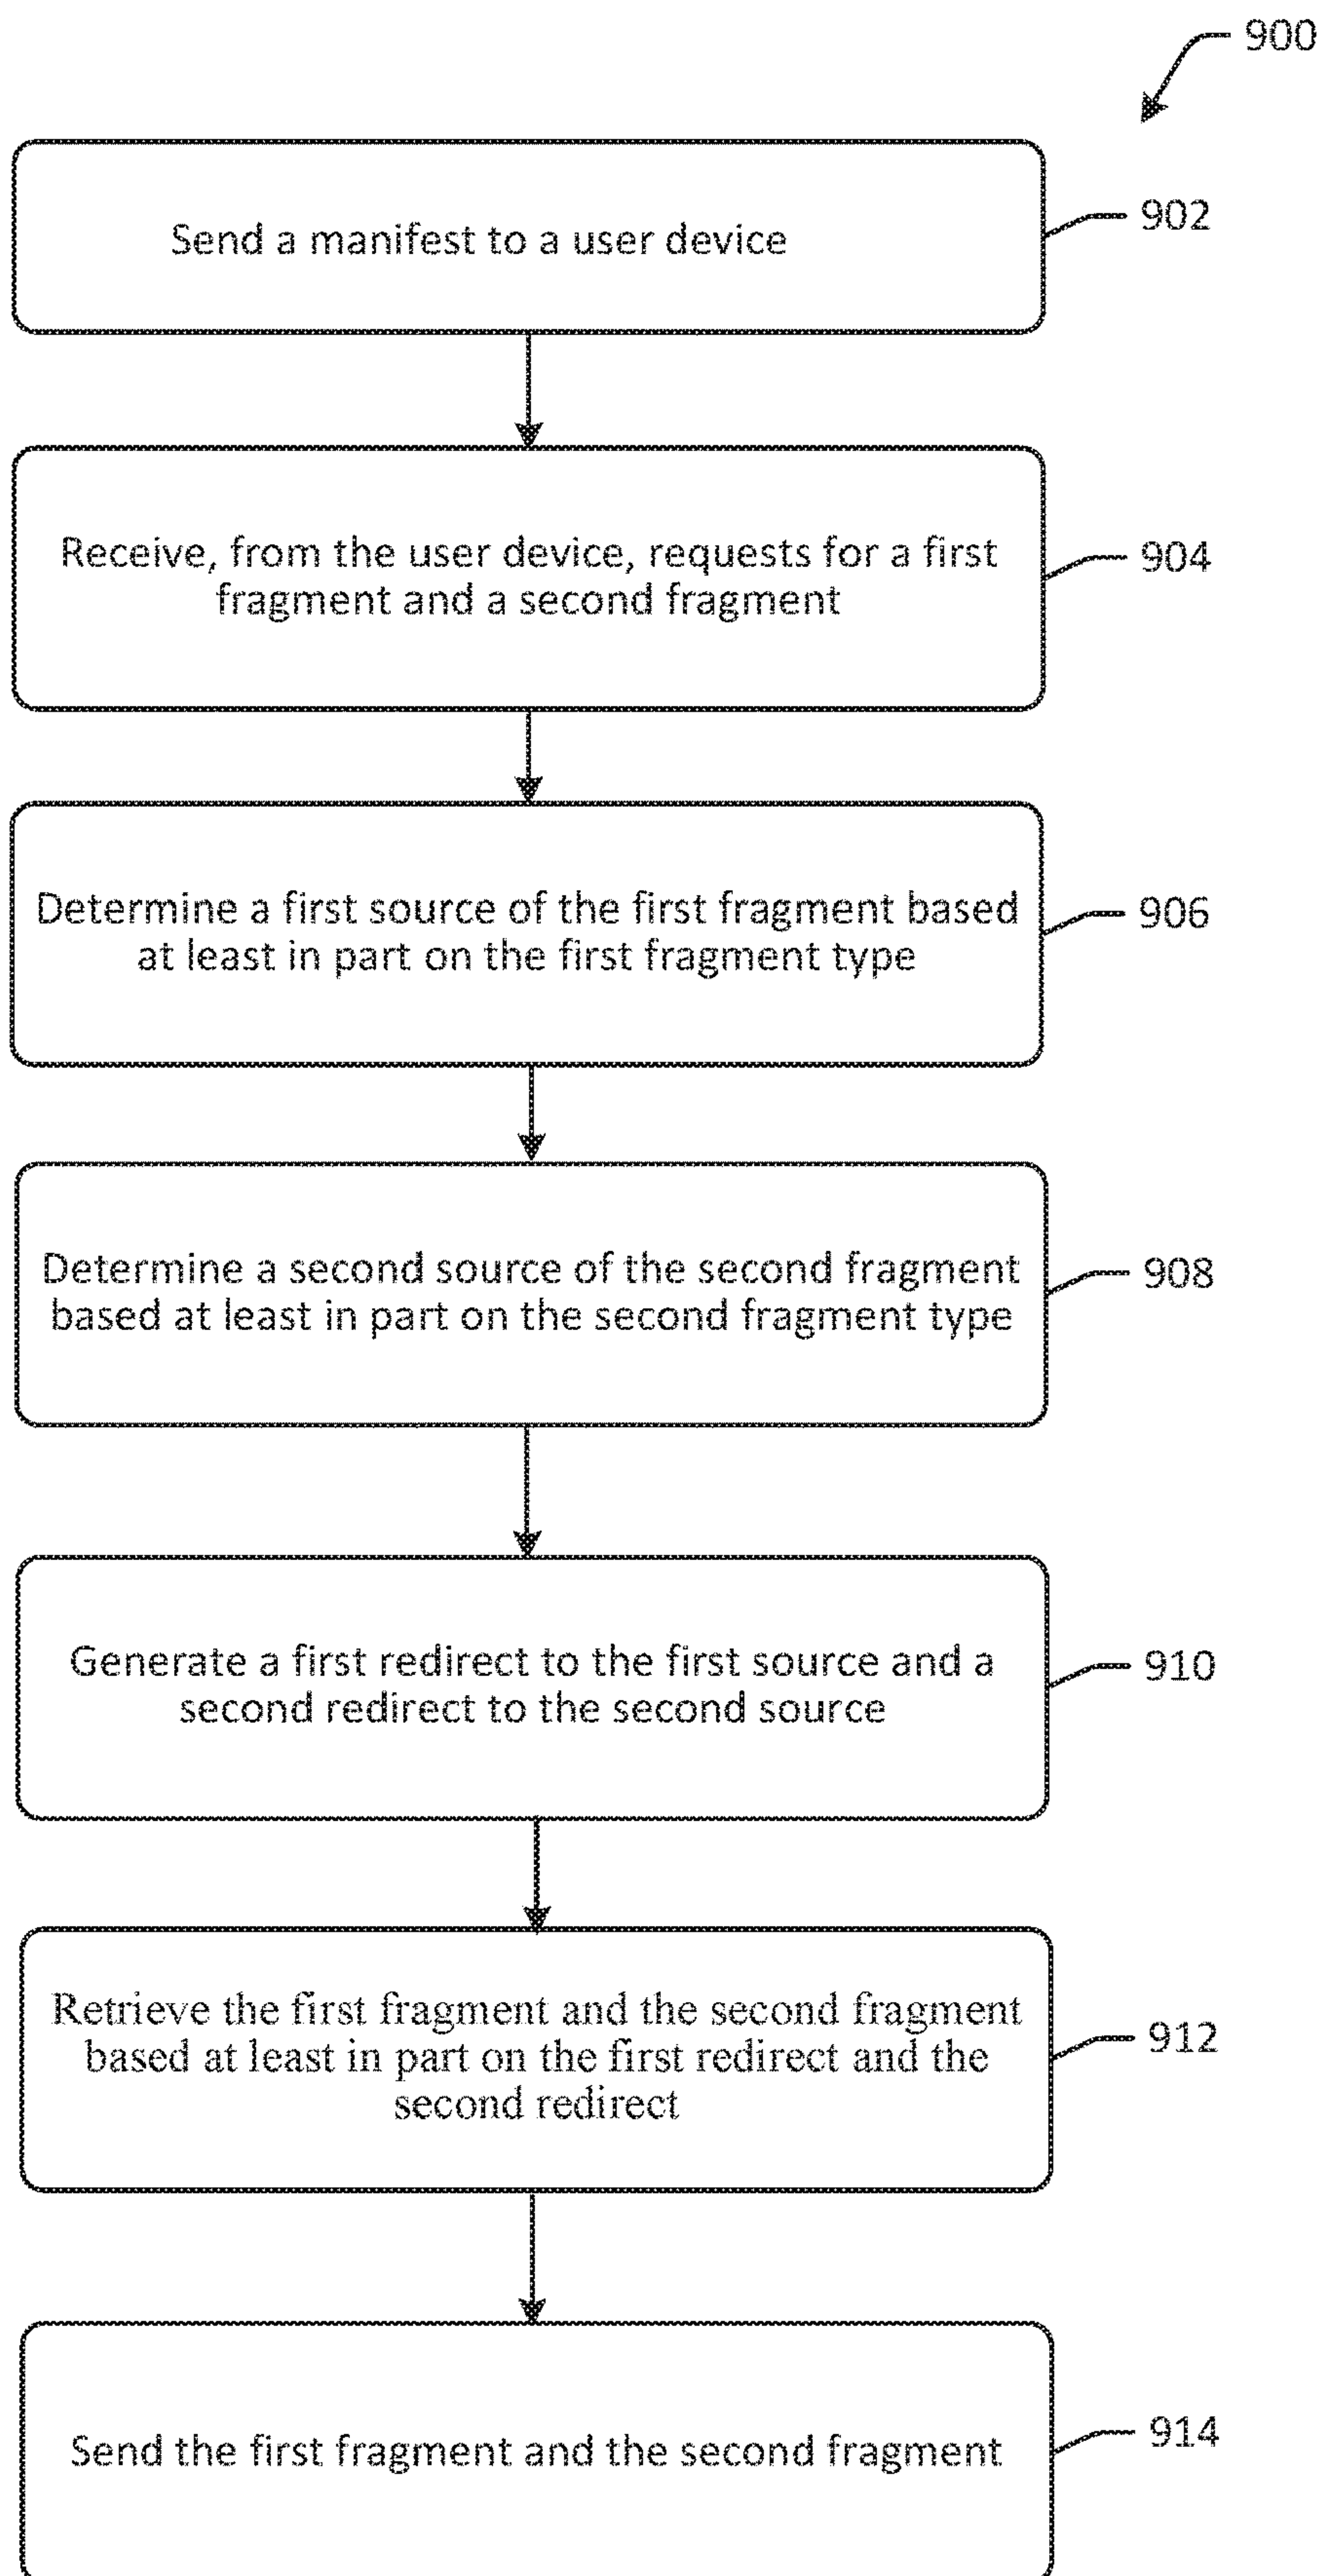 900
Send a manifest to a user device
902
Receive, from the user device, requests for a first
fragment and a second fragment
904
Determine a first source of the first fragment based
at least in part on the first fragment type
906
Determine a second source of the second fragment
based at least in part on the second fragment type
908
Generate a first redirect to the first source and a
second redirect to the second source
910
Retrieve the first fragment and the second fragment
based at least in part on the first redirect and the
second redirect
912
Send the first fragment and the second fragment
914